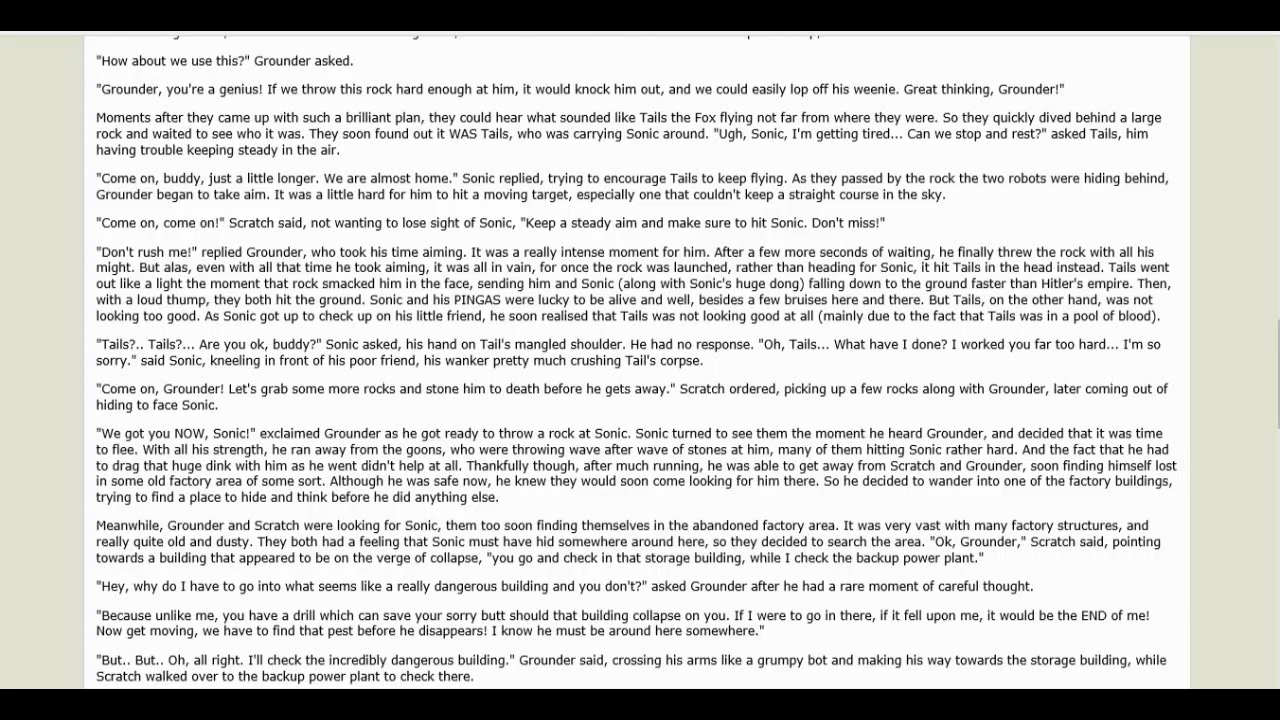 "How about we use this?" Grounder asked.
"Grounder, you're a genius! If we throw this rock hard enough at him, it would knock him out, and we could easily lop off his weenie. Great thinking, Grounder!"
Moments after they came up with such a brilliant plan, they could hear what sounded like Tails the Fox flying not far from where they were. So they quickly dived behind a large
rock and waited to see who it was. They soon found out it WAS Tails, who was carrying Sonic around. "Ugh, Sonic, I'm getting tired... Can we stop and rest?" asked Tails, him
having trouble keeping steady in the air.
"Come on, buddy, just a little longer. We are almost home." Sonic replied, trying to encourage Tails to keep flying. As they passed by the rock the two robots were hiding behind,
Grounder began to take aim. It was a little hard for him to hit a moving target, especially one that couldn't keep a straight course in the sky.
"Come on, come on!" Scratch said, not wanting to lose sight of Sonic, "Keep a steady aim and make sure to hit Sonic. Don't miss!"
"Don't rush me!" replied Grounder, who took his time aiming. It was a really intense moment for him. After a few more seconds of waiting, he finally threw the rock with all his
might. But alas, even with all that time he took aiming, it was all in vain, for once the rock was launched, rather than heading for Sonic, it hit Tails in the head instead. Tails went
out like a light the moment that rock smacked him in the face, sending him and Sonic (along with Sonic's huge dong) falling down to the ground faster than Hitler's empire. Then,
with a loud thump, they both hit the ground. Sonic and his PINGAS were lucky to be alive and well, besides a few bruises here and there. But Tails, on the other hand, was not
looking too good. As Sonic got up to check up on his little friend, he soon realised that Tails was not looking good at all (mainly due to the fact that Tails was in a pool of blood).
"Tails?.. Tails?... Are you ok, buddy?" Sonic asked, his hand on Tail's mangled shoulder. He had no response. "Oh, Tails... What have I done? I worked you far too hard... I'm so
sorry." said Sonic, kneeling in front of his poor friend, his wanker pretty much crushing Tail's corpse.
"Come on, Grounder! Let's grab some more rocks and stone him to death before he gets away." Scratch ordered, picking up a few rocks along with Grounder, later coming out of
hiding to face Sonic.
"We got you NOW, Sonic!" exclaimed Grounder as he got ready to throw a rock at Sonic. Sonic turned to see them the moment he heard Grounder, and decided that it was time
to flee. With all his strength, he ran away from the goons, who were throwing wave after wave of stones at him, many of them hitting Sonic rather hard. And the fact that he had
to drag that huge dink with him as he went didn't help at all. Thankfully though, after much running, he was able to get away from Scratch and Grounder, soon finding himself lost
in some old factory area of some sort. Although he was safe now, he knew they would soon come looking for him there. So he decided to wander into one of the factory buildings,
trying to find a place to hide and think before he did anything else.
Meanwhile, Grounder and Scratch were looking for Sonic, them too soon finding themselves in the abandoned factory area. It was very vast with many factory structures, and
really quite old and dusty. They both had a feeling that Sonic must have hid somewhere around here, so they decided to search the area. "Ok, Grounder," Scratch said, pointing
towards a building that appeared to be on the verge of collapse, "you go and check in that storage building, while I check the backup power plant."
"Hey, why do I have to go into what seems like a really dangerous building and you don't?" asked Grounder after he had a rare moment of careful thought.
"Because unlike me, you have a drill which can save your sorry butt should that building collapse on you. If I were to go in there, if it fell upon me, it would be the END of me!
Now get moving, we have to find that pest before he disappears! I know he must be around here somewhere."
"But.. But.. Oh, all right. I'll check the incredibly dangerous building." Grounder said, crossing his arms like a grumpy bot and making his way towards the storage building, while
Scratch walked over to the backup power plant to check there.